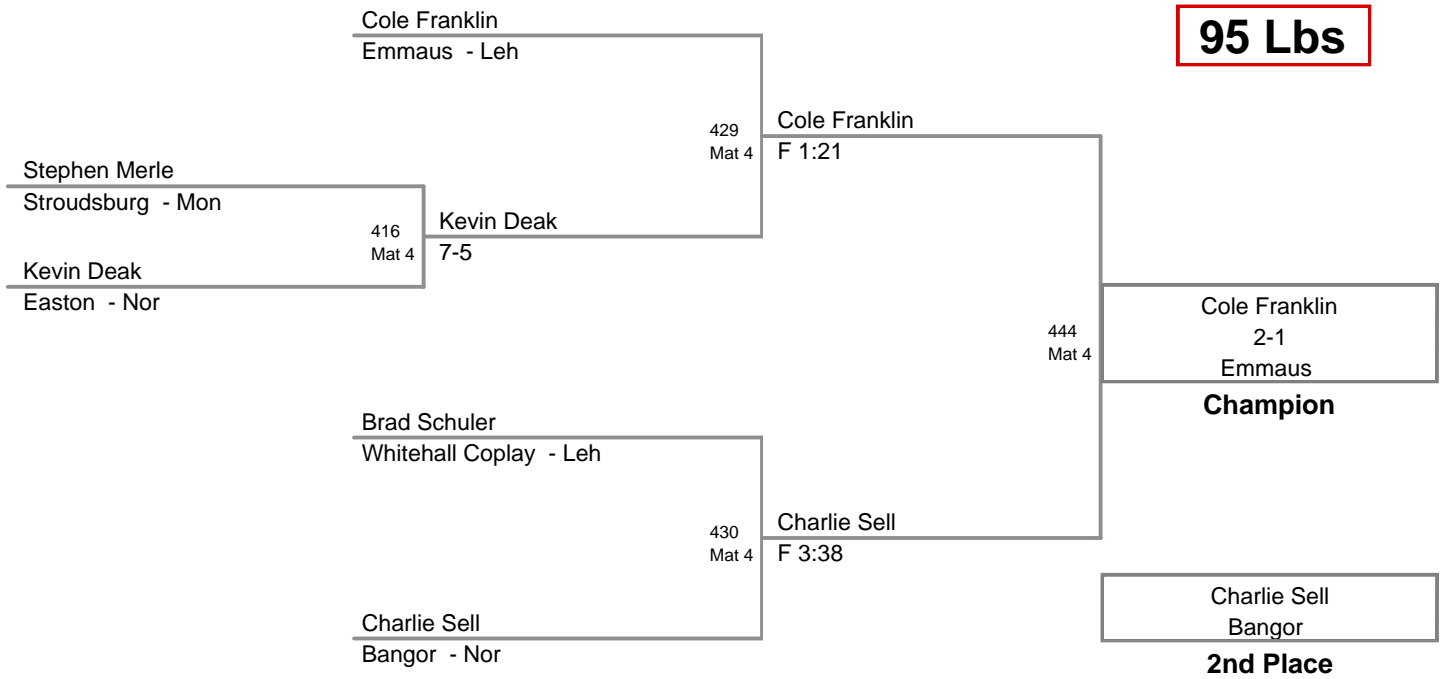 95 Lbs
Cole Franklin
Emmaus - Leh
429
Mat 4
Cole Franklin
F 1:21
Stephen Merle
Stroudsburg - Mon
416
Mat 4
Kevin Deak
7-5
Kevin Deak
Easton - Nor
444
Mat 4
Cole Franklin
2-1
Emmaus
Champion
Brad Schuler
Whitehall Coplay - Leh
430
Mat 4
Charlie Sell
F 3:38
Charlie Sell
Bangor - Nor
Charlie Sell
Bangor
2nd Place